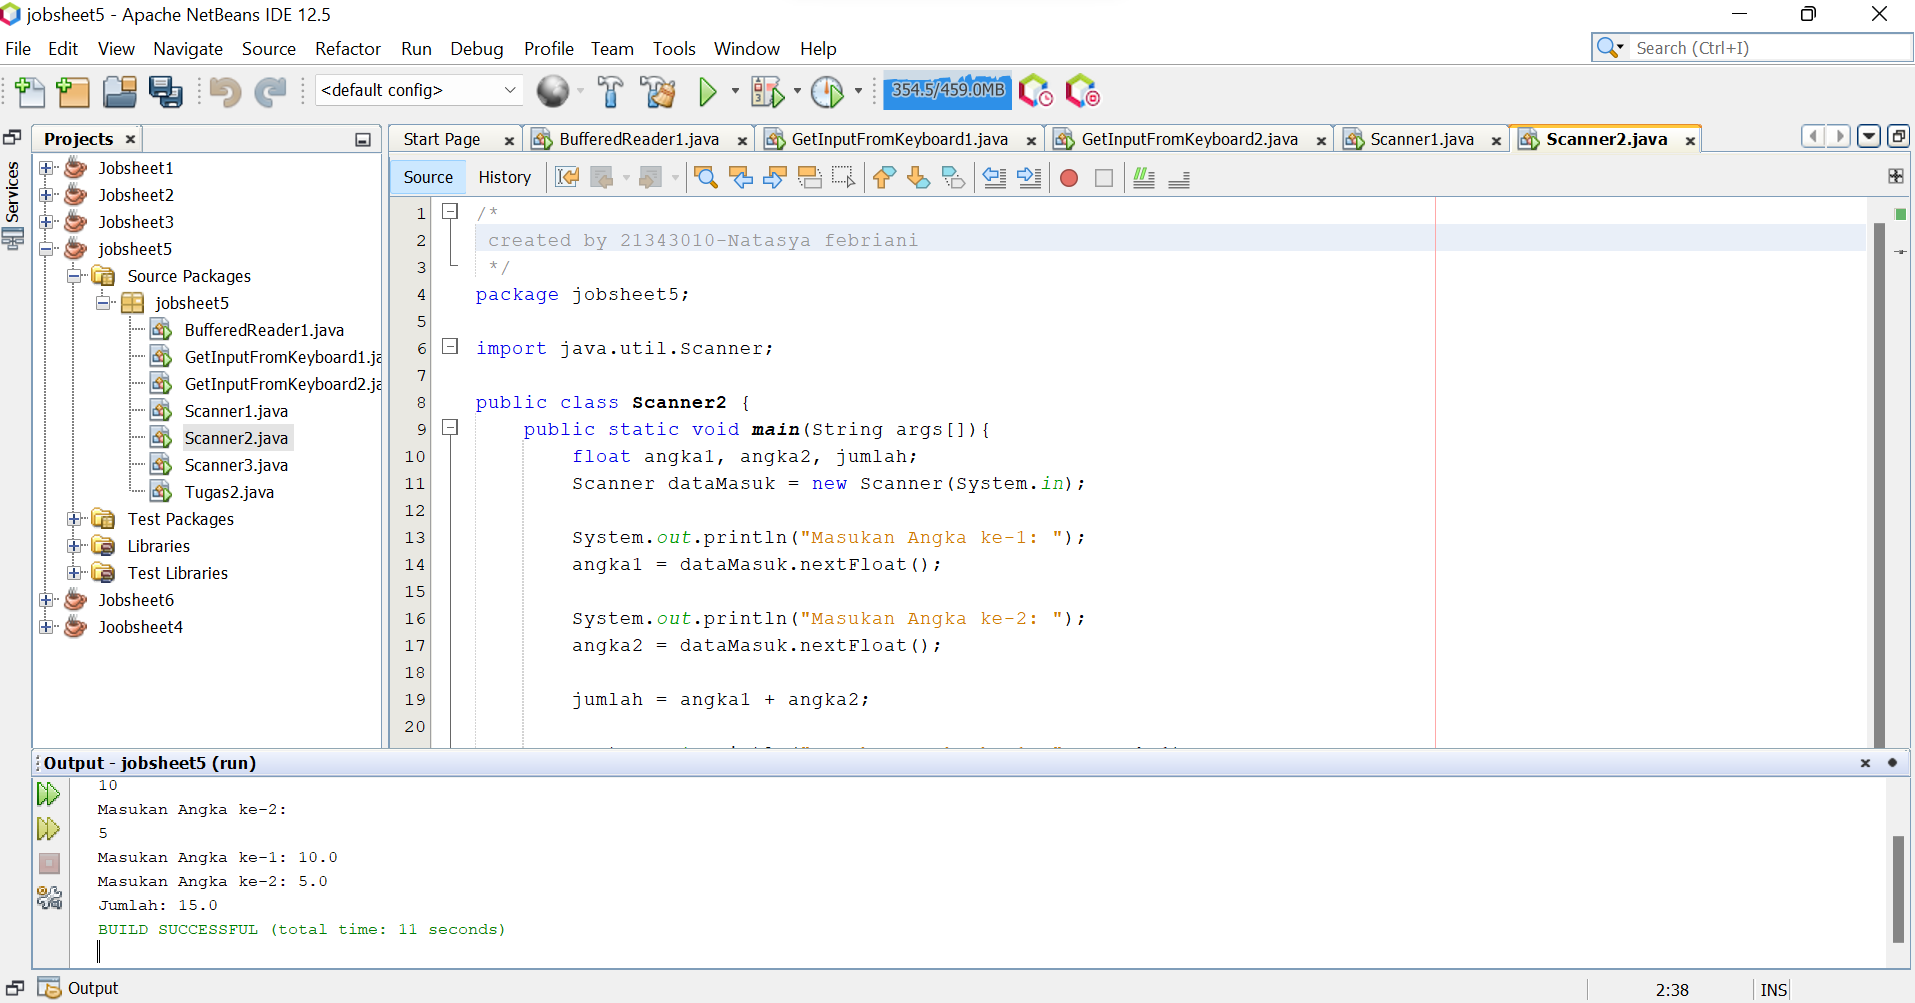 jobsheet5 - Apache NetBeans IDE 12.5
File Edit View Navigate Source Refactor Run Debug Profile Team Tools Window Help
Search (Ctrl+I)
<default config>
354.5/459.0MB
Projects
Start Page
BufferedReader1.java
GetInputFromKeyboard1.java
GetInputFromKeyboard2.java
Scanner1.java
Scanner2.java
Services
Jobsheet1
Jobsheet2
Jobsheet3
jobsheet5
Source Packages
jobsheet5
BufferedReader1.java
GetInputFromKeyboard1.ja
GetInputFromKeyboard2.ja
Scanner1.java
Scanner2.java
Scanner3.java
Tugas2.java
Test Packages
Libraries
Test Libraries
Jobsheet6
Joobsheet4
Source History
1 /*
2 created by 21343010-Natasya febriani
3 */
4 package jobsheet5;
5
6 import java.util.Scanner;
7
8 public class Scanner2 {
9 public static void main(String args[]){
10 float angka1, angka2, jumlah;
11 Scanner dataMasuk = new Scanner(System.in);
12
13 System.out.println("Masukan Angka ke-1: ");
14 angka1 = dataMasuk.nextFloat();
15
16 System.out.println("Masukan Angka ke-2: ");
17 angka2 = dataMasuk.nextFloat();
18
19 jumlah = angka1 + angka2;
20
Output - jobsheet5 (run)
10
Masukan Angka ke-2:
5
Masukan Angka ke-1: 10.0
Masukan Angka ke-2: 5.0
Jumlah: 15.0
BUILD SUCCESSFUL (total time: 11 seconds)
Output
2:38
INS